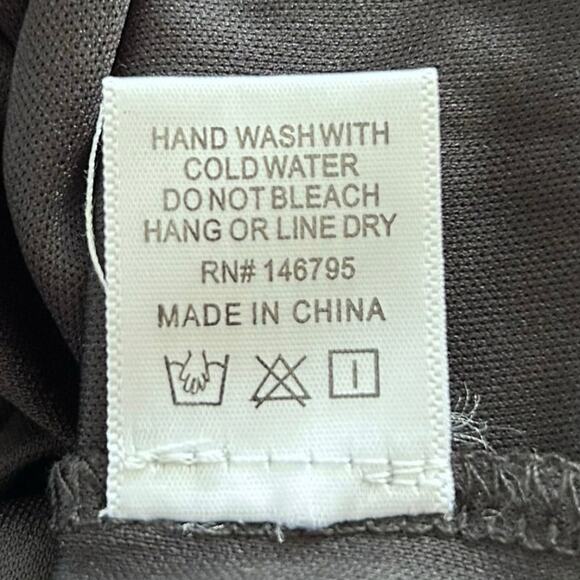 HAND WASH WITH
COLD WATER
DO NOT BLEACH
HANG OR LINE DRY
RN# 146795
MADE IN CHINA